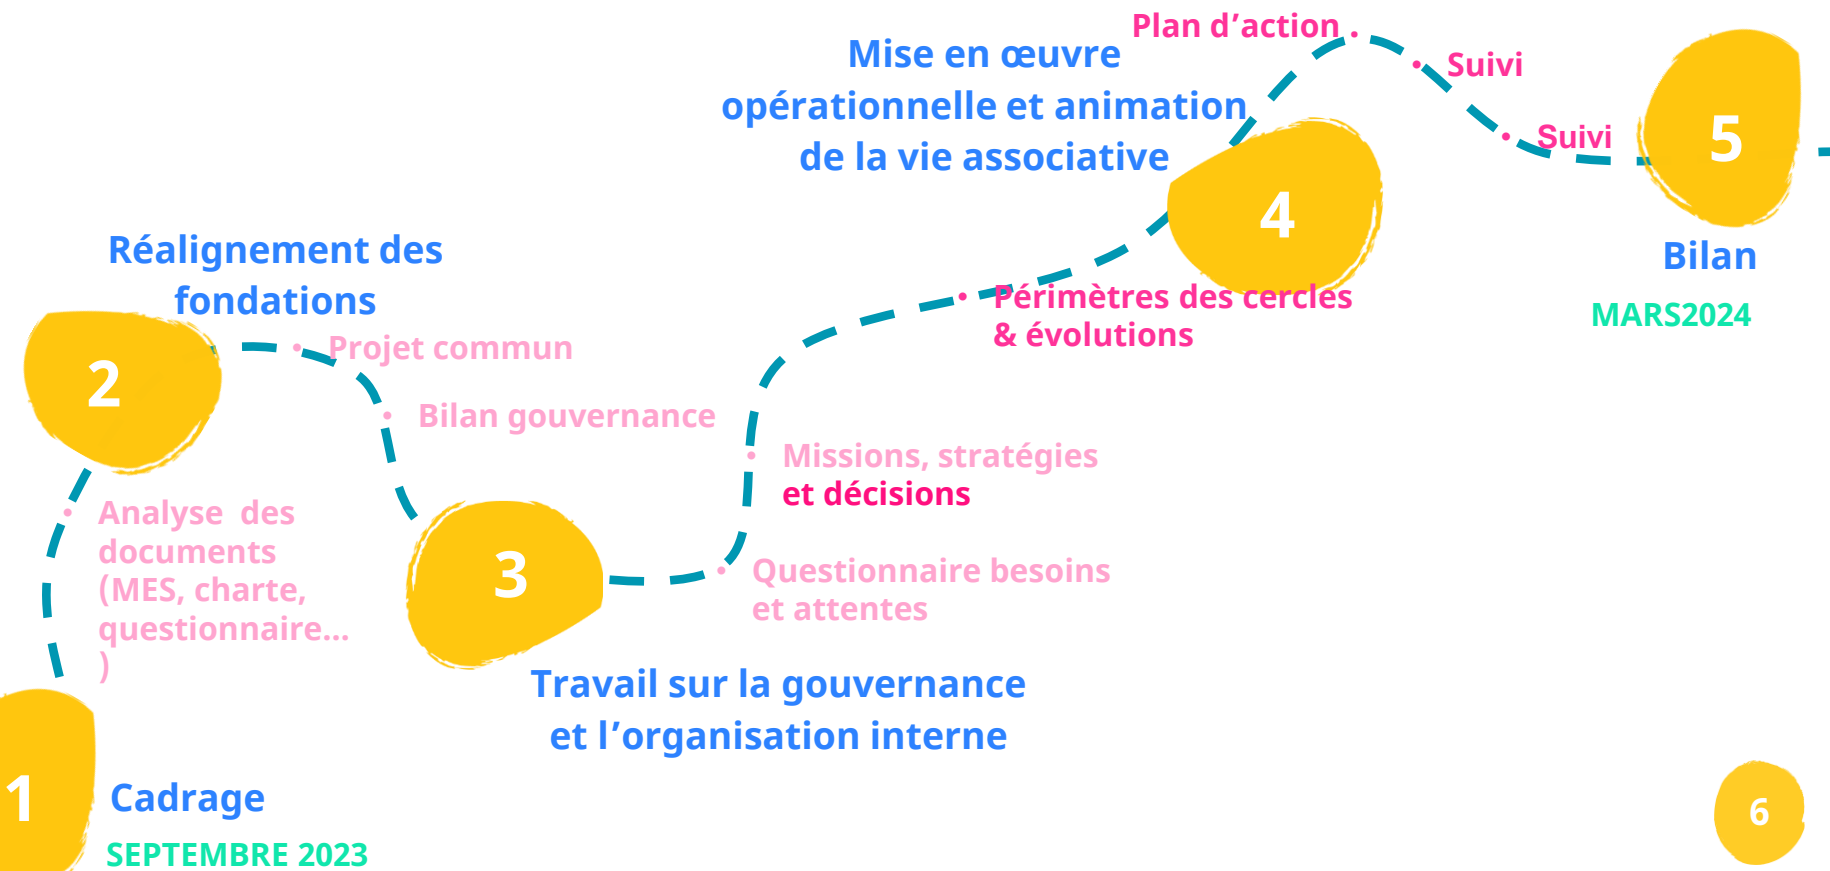 1
Cadrage
SEPTEMBRE 2023
Analyse  des
documents
(MES, charte,
questionnaire...
)
2
Réalignement des
fondations
Projet commun
Bilan gouvernance
3
Travail sur la gouvernance
et l’organisation interne
Questionnaire besoins
et attentes
Missions, stratégies
et décisions
Périmètres des cercles
& évolutions
4
Mise en œuvre
opérationnelle et animation
de la vie associative
Plan d’action
Suivi
Suivi
5
Bilan
MARS2024
6